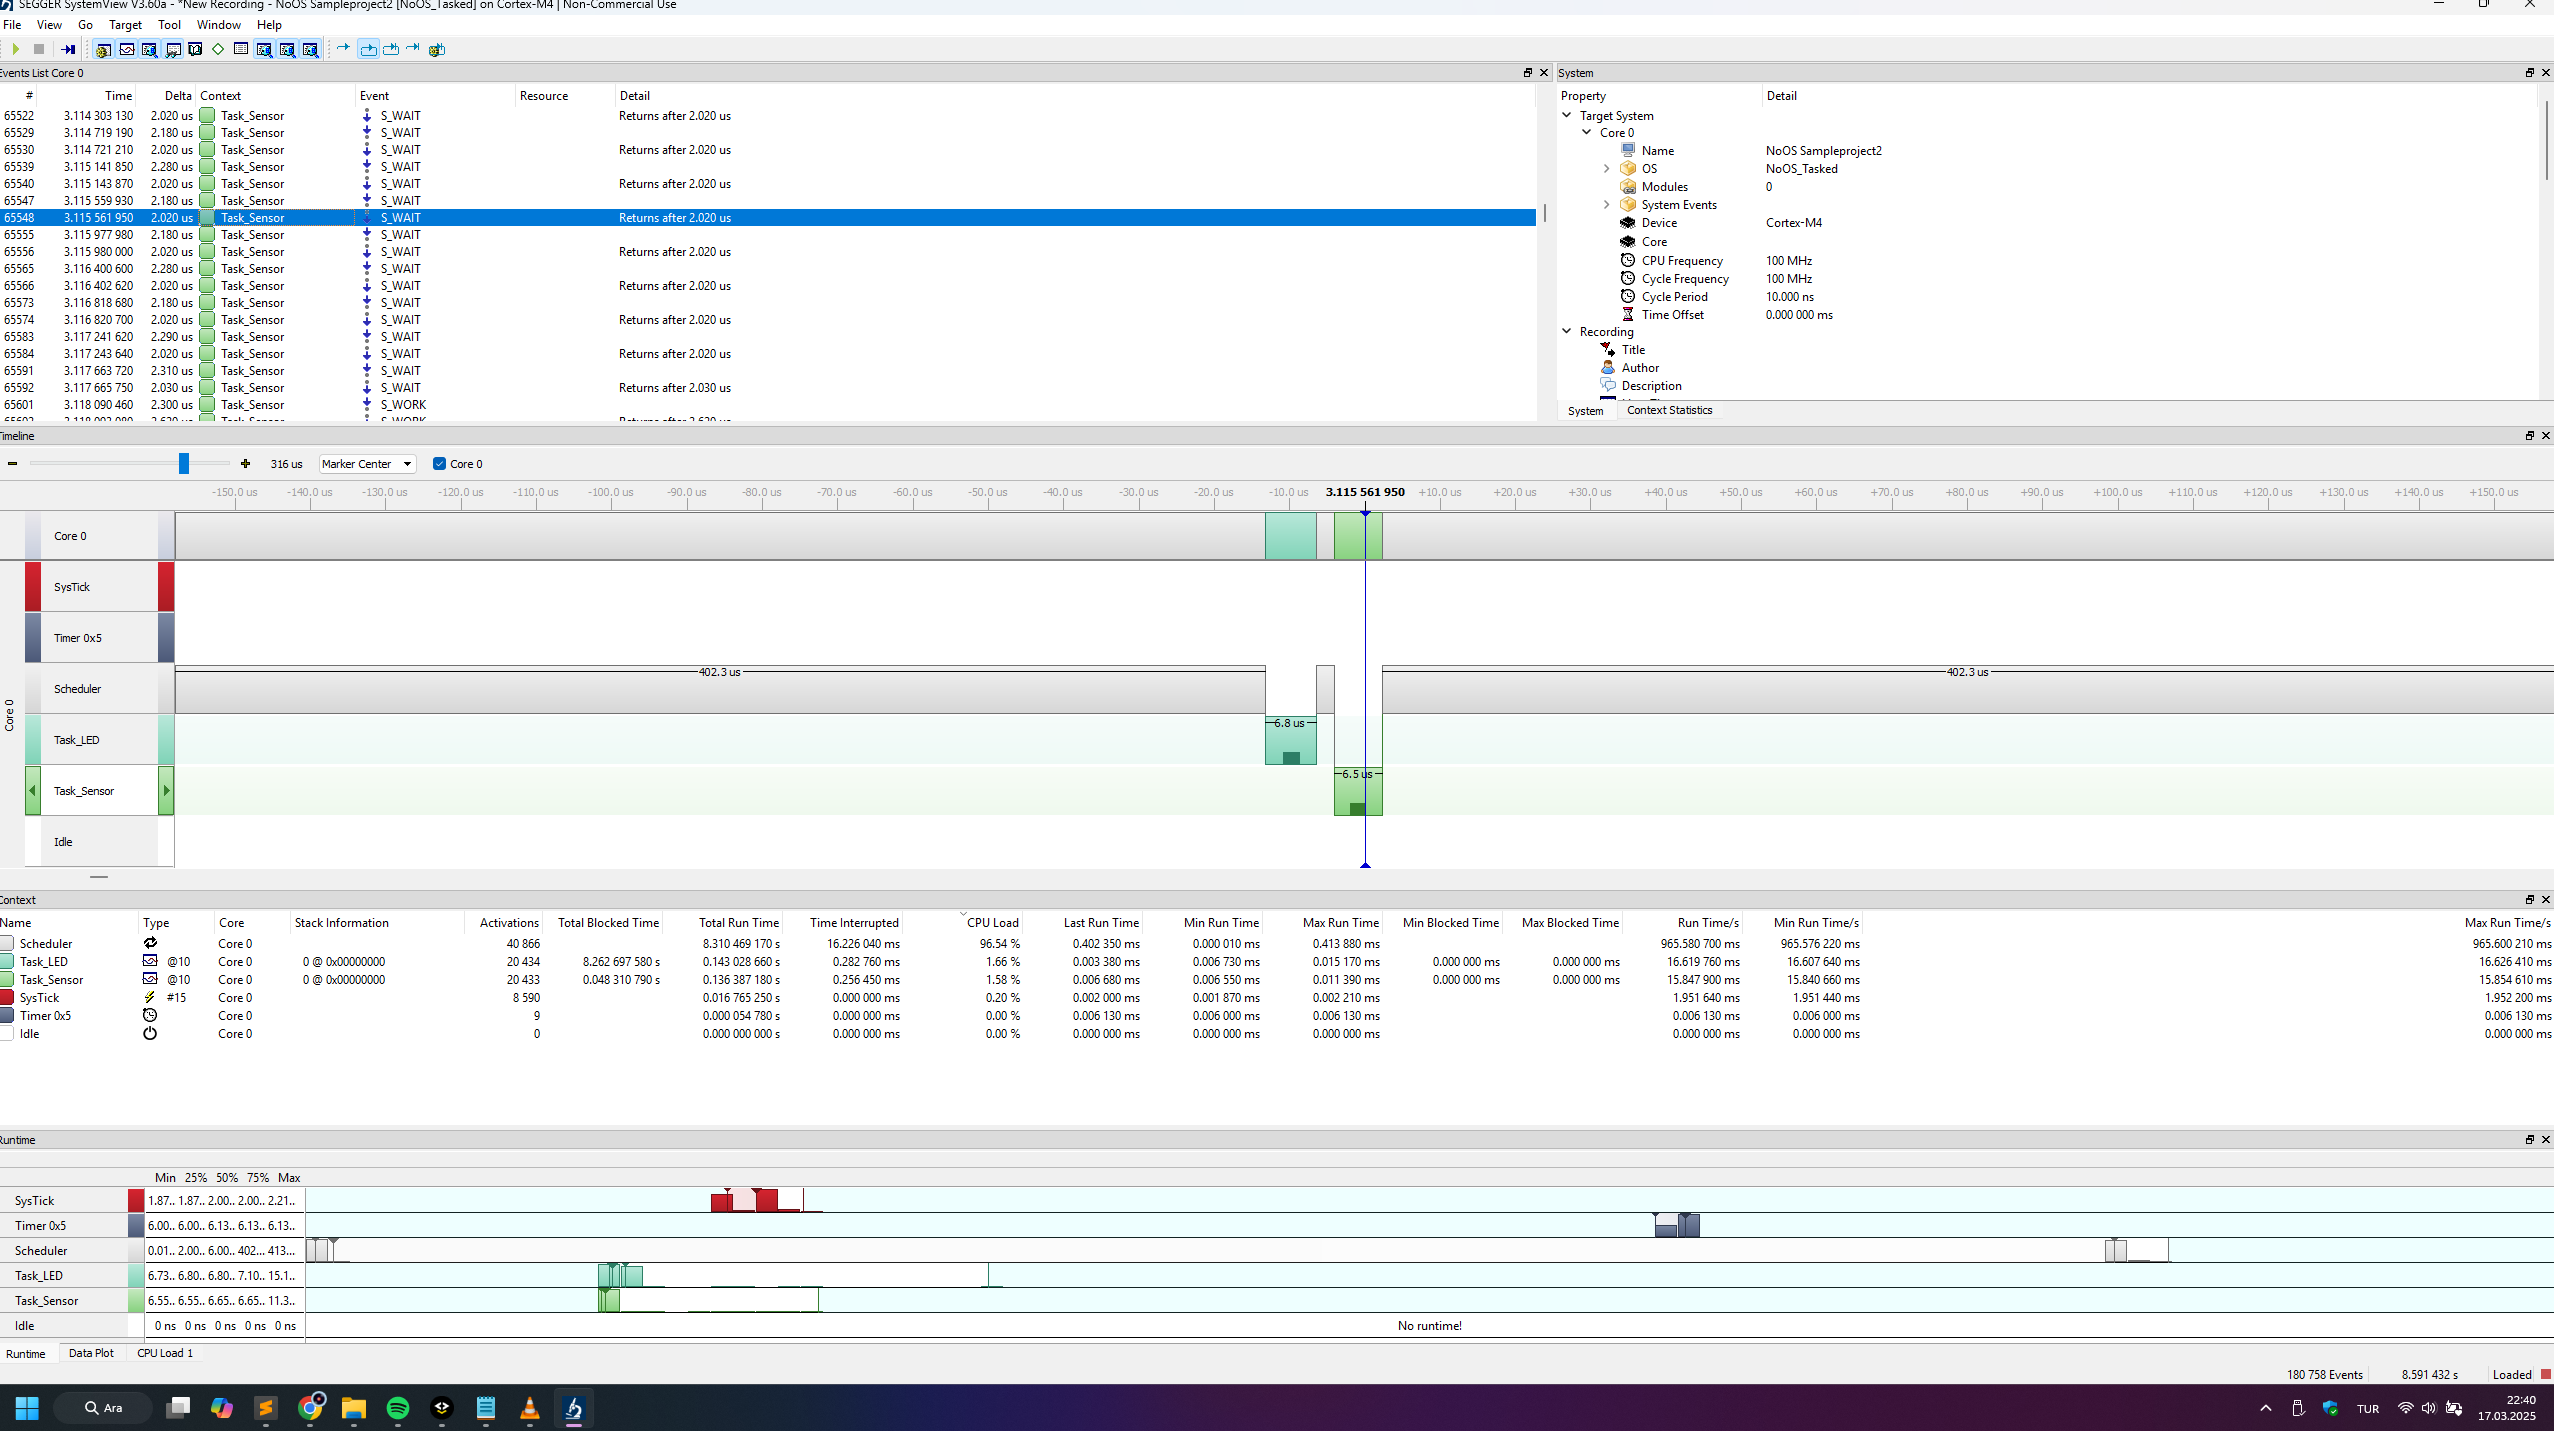 SEGGER SystemView V3.60a - *New Recording - NoOS Sampleproject2 [NoOS_Tasked] on Cortex-M4 | Non-Commercial Use
File View Go Target Tool Window Help
Events List Core 0
# Time Delta Context Event Resource Detail
65522 3.114 303 130 2.020 us Task_Sensor S_WAIT Returns after 2.020 us
65529 3.114 719 190 2.180 us Task_Sensor S_WAIT
65530 3.114 721 210 2.020 us Task_Sensor S_WAIT Returns after 2.020 us
65539 3.115 141 850 2.280 us Task_Sensor S_WAIT
65540 3.115 143 870 2.020 us Task_Sensor S_WAIT Returns after 2.020 us
65547 3.115 559 930 2.180 us Task_Sensor S_WAIT
65548 3.115 561 950 2.020 us Task_Sensor S_WAIT Returns after 2.020 us
65555 3.115 977 980 2.180 us Task_Sensor S_WAIT
65556 3.115 980 000 2.020 us Task_Sensor S_WAIT Returns after 2.020 us
65565 3.116 400 600 2.280 us Task_Sensor S_WAIT
65566 3.116 402 620 2.020 us Task_Sensor S_WAIT Returns after 2.020 us
65573 3.116 818 680 2.180 us Task_Sensor S_WAIT
65574 3.116 820 700 2.020 us Task_Sensor S_WAIT Returns after 2.020 us
65583 3.117 241 620 2.290 us Task_Sensor S_WAIT
65584 3.117 243 640 2.020 us Task_Sensor S_WAIT Returns after 2.020 us
65591 3.117 663 720 2.310 us Task_Sensor S_WAIT
65592 3.117 665 750 2.030 us Task_Sensor S_WAIT Returns after 2.030 us
65601 3.118 090 460 2.300 us Task_Sensor S_WORK
System
Property Detail
Target System
Core 0
Name NoOS Sampleproject2
OS NoOS_Tasked
Modules 0
System Events
Device Cortex-M4
Core
CPU Frequency 100 MHz
Cycle Frequency 100 MHz
Cycle Period 10.000 ns
Time Offset 0.000 000 ms
Recording
Title
Author
Description
System Context Statistics
Timeline
316 us Marker Center Core 0
-150.0 us -140.0 us -130.0 us -120.0 us -110.0 us -100.0 us -90.0 us -80.0 us -70.0 us -60.0 us -50.0 us -40.0 us -30.0 us -20.0 us -10.0 us 3.115 561 950 +10.0 us +20.0 us +30.0 us +40.0 us +50.0 us +60.0 us +70.0 us +80.0 us +90.0 us +100.0 us +110.0 us +120.0 us +130.0 us +140.0 us +150.0 us
Core 0
SysTick
Timer 0x5
Scheduler 402.3 us 402.3 us
Core 0
Task_LED 6.8 us
Task_Sensor 6.5 us
Idle
Context
Name Type Core Stack Information Activations Total Blocked Time Total Run Time Time Interrupted CPU Load Last Run Time Min Run Time Max Run Time Min Blocked Time Max Blocked Time Run Time/s Min Run Time/s Max Run Time/s
Scheduler Core 0 40 866 8.310 469 170 s 16.226 040 ms 96.54 % 0.402 350 ms 0.000 010 ms 0.413 880 ms 965.580 700 ms 965.576 220 ms 965.600 210 ms
Task_LED @10 Core 0 0 @ 0x00000000 20 434 8.262 697 580 s 0.143 028 660 s 0.282 760 ms 1.66 % 0.003 380 ms 0.006 730 ms 0.015 170 ms 0.000 000 ms 0.000 000 ms 16.619 760 ms 16.607 640 ms 16.626 410 ms
Task_Sensor @10 Core 0 0 @ 0x00000000 20 433 0.048 310 790 s 0.136 387 180 s 0.256 450 ms 1.58 % 0.006 680 ms 0.006 550 ms 0.011 390 ms 0.000 000 ms 0.000 000 ms 15.847 900 ms 15.840 660 ms 15.854 610 ms
SysTick #15 Core 0 8 590 0.016 765 250 s 0.000 000 ms 0.20 % 0.002 000 ms 0.001 870 ms 0.002 210 ms 1.951 640 ms 1.951 440 ms 1.952 200 ms
Timer 0x5 Core 0 9 0.000 054 780 s 0.000 000 ms 0.00 % 0.006 130 ms 0.006 000 ms 0.006 130 ms 0.006 130 ms 0.006 000 ms 0.006 130 ms
Idle Core 0 0 0.000 000 000 s 0.000 000 ms 0.00 % 0.000 000 ms 0.000 000 ms 0.000 000 ms 0.000 000 ms 0.000 000 ms 0.000 000 ms
Runtime
Min 25% 50% 75% Max
SysTick 1.87.. 1.87.. 2.00.. 2.00.. 2.21..
Timer 0x5 6.00.. 6.00.. 6.13.. 6.13.. 6.13..
Scheduler 0.01.. 2.00.. 6.00.. 402... 413...
Task_LED 6.73.. 6.80.. 6.80.. 7.10.. 15.1..
Task_Sensor 6.55.. 6.55.. 6.65.. 6.65.. 11.3..
Idle 0 ns 0 ns 0 ns 0 ns 0 ns No runtime!
Runtime Data Plot CPU Load 1
180 758 Events 8.591 432 s Loaded
Ara
TUR
22:40
17.03.2025